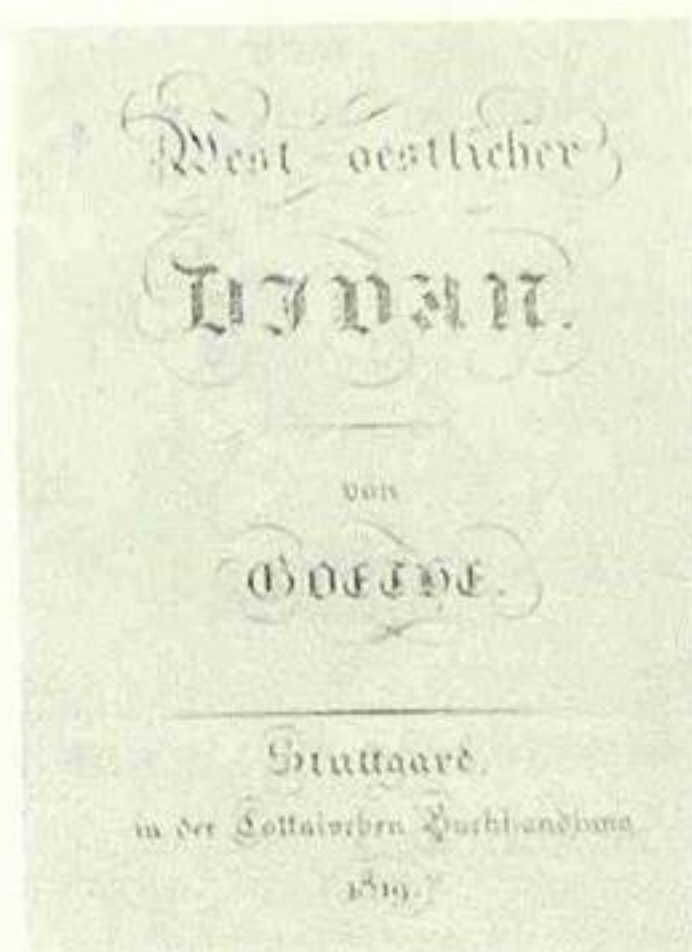 West oestlicher
DIVAN.
von
GOETHE.
Stuttgard,
in der Cottaischen Buchhandlung
1819.